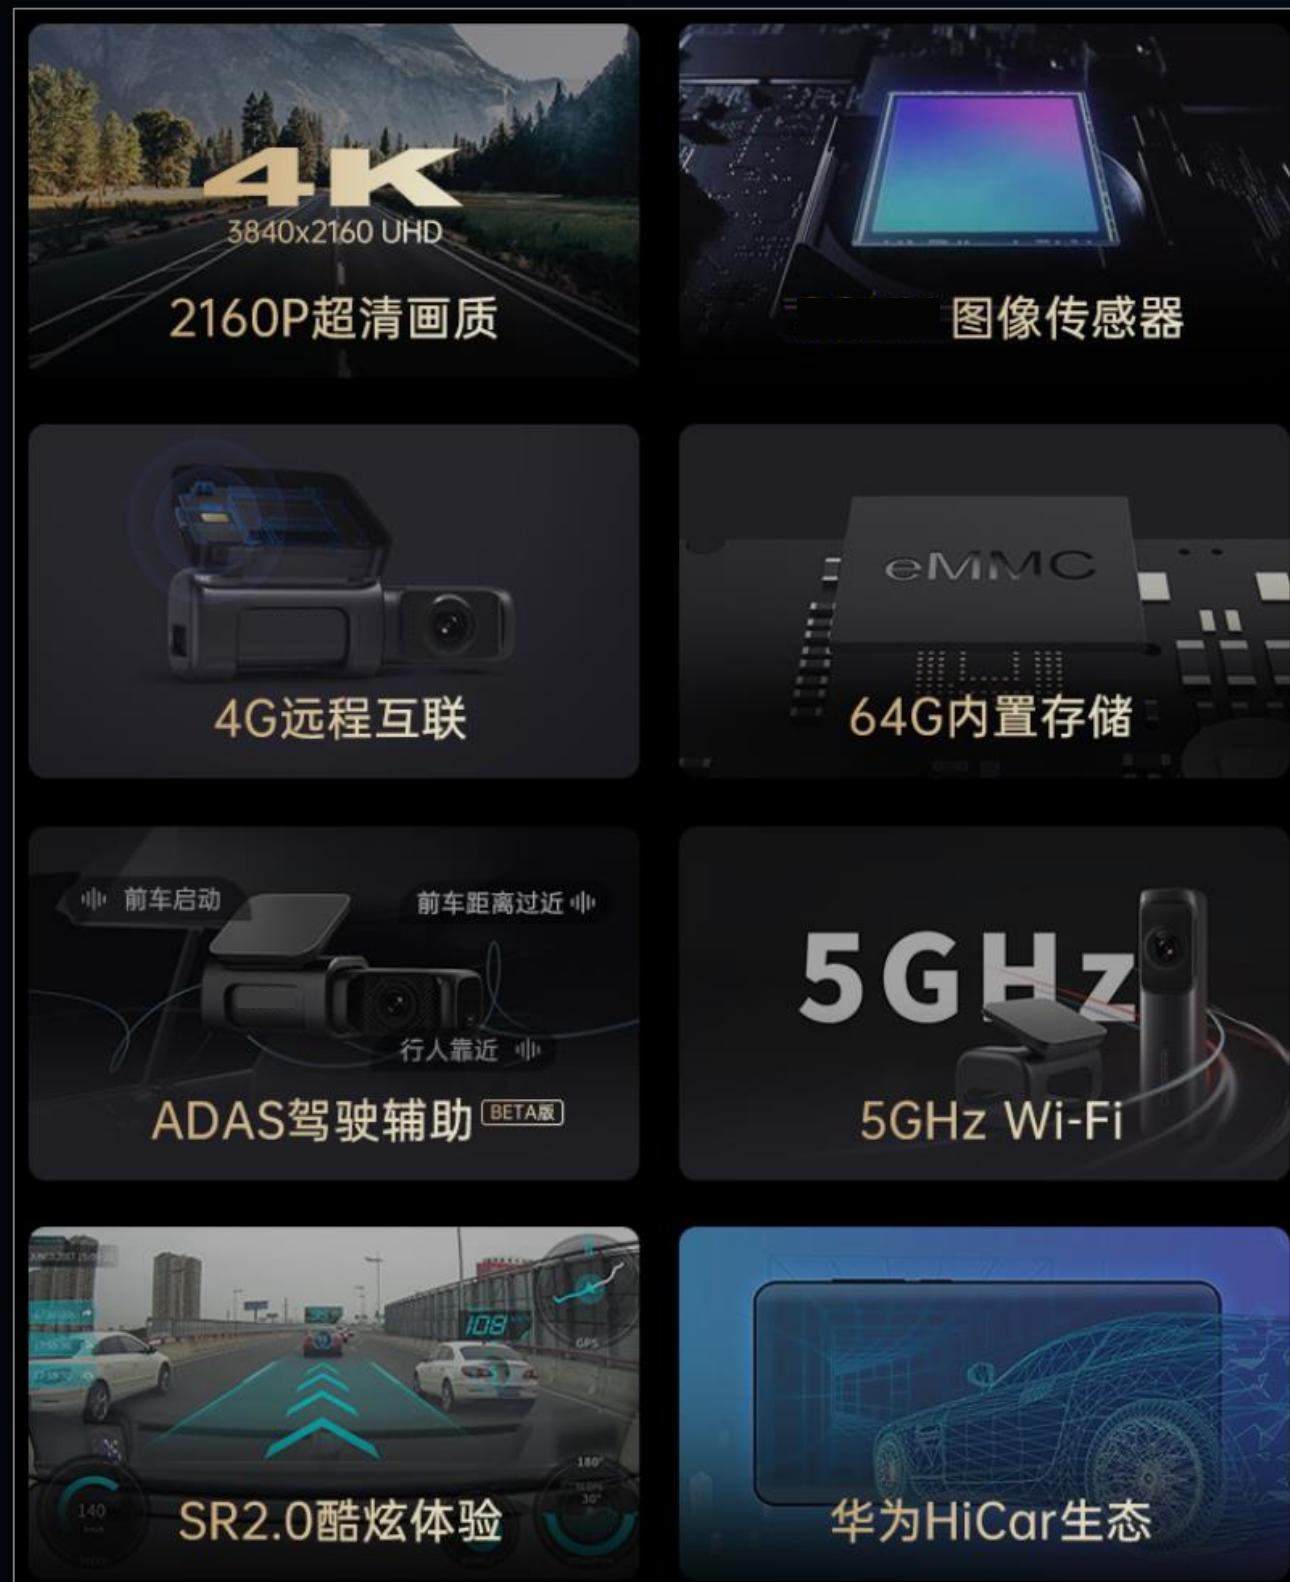 4K
3840x2160 UHD
2160P超清画质
图像传感器
4G远程互联
eMMC
64G内置存储
前车启动
前车距离过近
行人靠近
ADAS驾驶辅助 BETA版
5GHz
5GHz Wi-Fi
108
GPS
140
km/h
180°
SLOPE
30°
SR2.0酷炫体验
华为HiCar生态